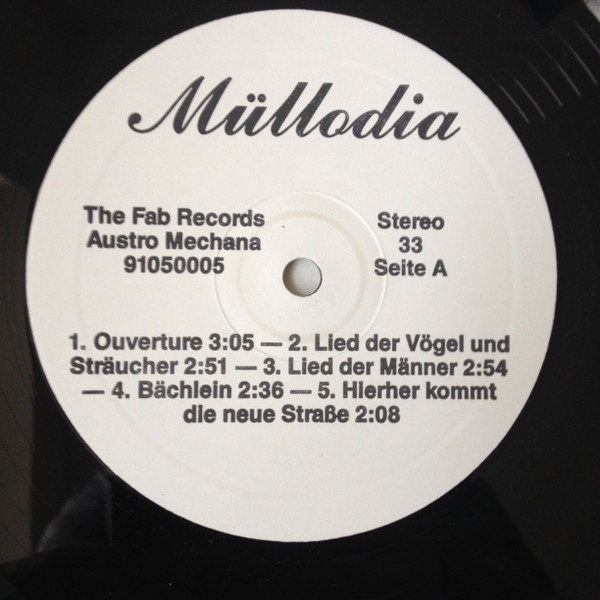 Müllodia
The Fab Records
Austro Mechana
91050005
Stereo
33
Seite A
1. Ouverture 3:05 — 2. Lied der Vögel und
Sträucher 2:51 — 3. Lied der Männer 2:54
— 4. Bächlein 2:36 — 5. Hierher kommt
die neue Straße 2:08